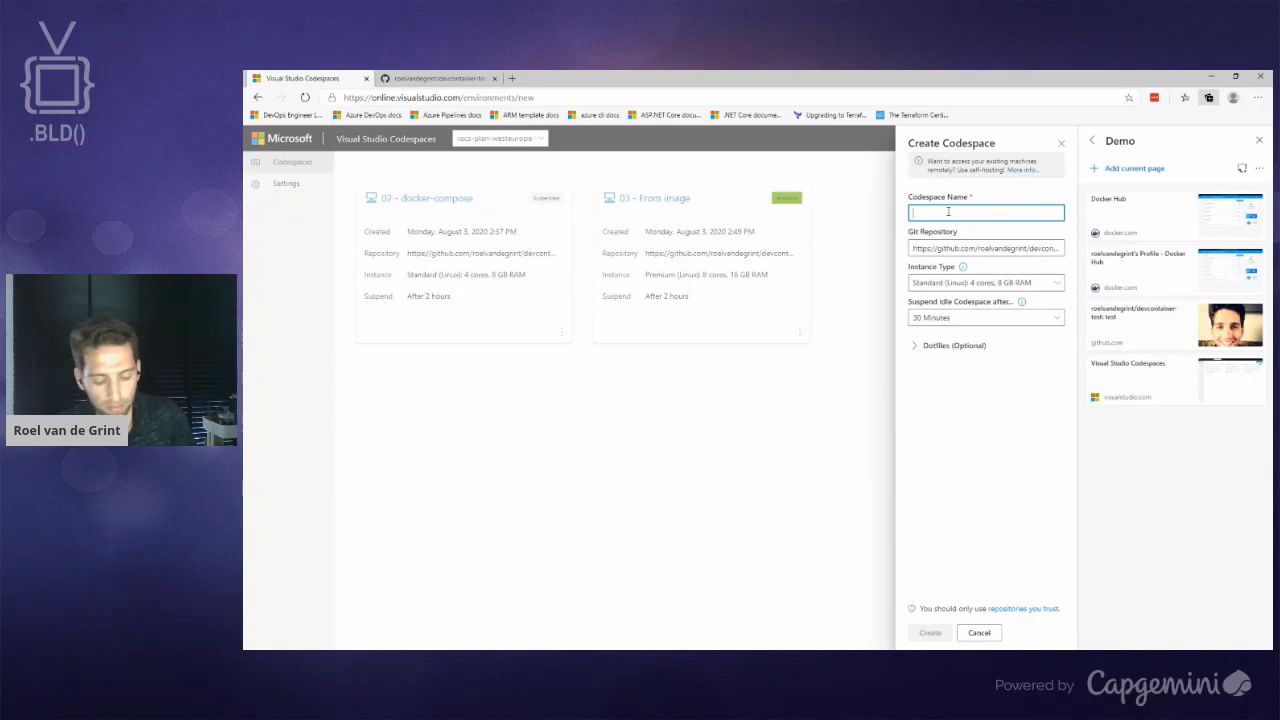 .BLD()
Roel van de Grint
Visual Studio Codespaces
roelvandegrint/devcontainer-te
https://online.visualstudio.com/environments/new
DevOps Engineer L...
Azure DevOps docs
Azure Pipelines docs
ARM template docs
azure cli docs
ASP.NET Core docu...
.NET Core docume...
Upgrading to Terraf...
The Terraform Certi...
Microsoft
Visual Studio Codespaces
vscs-plan-westeurope
Codespaces
Settings
02 - docker-compose
Suspended
Created
Monday, August 3, 2020 2:37 PM
Repository
https://github.com/roelvandegrint/devcont...
Instance
Standard (Linux): 4 cores, 8 GB RAM
Suspend
After 2 hours
03 - From image
Created
Monday, August 3, 2020 2:49 PM
Repository
https://github.com/roelvandegrint/devcont...
Instance
Premium (Linux): 8 cores, 16 GB RAM
Suspend
After 2 hours
Create Codespace
Want to access your existing machines
remotely? Use self-hosting! More info...
Codespace Name *
Git Repository
https://github.com/roelvandegrint/devcon...
Instance Type
Standard (Linux): 4 cores, 8 GB RAM
Suspend idle Codespace after...
30 Minutes
Dotfiles (Optional)
You should only use repositories you trust.
Create
Cancel
Demo
Add current page
Docker Hub
docker.com
roelvandegrint's Profile - Docker
Hub
docker.com
roelvandegrint/devcontainer-
test: test
github.com
Visual Studio Codespaces
visualstudio.com
Powered by
Capgemini